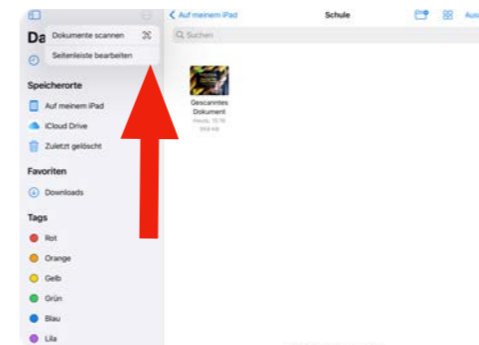 Da
Dokumente scannen
Seitenleiste bearbeiten
Speicherorte
Auf meinem iPad
iCloud Drive
Zuletzt gelöscht
Favoriten
Downloads
Tags
Rot
Orange
Gelb
Grün
Blau
Lila
Auf meinem iPad
Schule
Ausw
Suchen
Gescanntes
Dokument